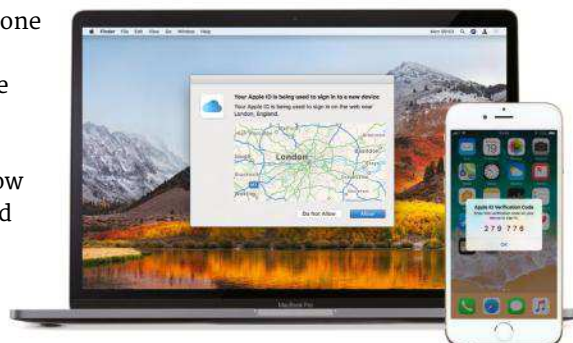 one
e
ow
d
Finder File Edit View Go Window Help
Your Apple ID is being used to sign in to a new device
Your Apple ID is being used to sign in on the web near
London, England.
London
Do Not Allow
Allow
Apple ID Verification Code
279 776
OK
MacBook Pro